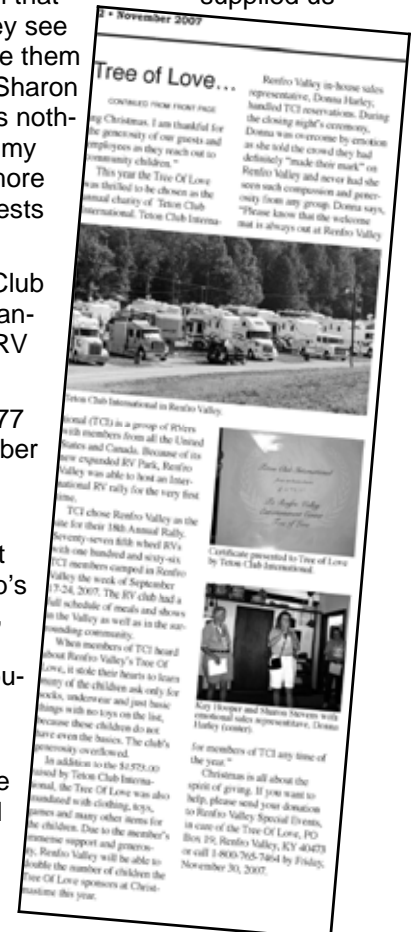 that
supplied us
ey see
e them
Sharon
s noth-
my
more
ests
Club
an-
RV
77
ber
t
o's
ou-
e
2 • November 2007
Tree of Love…
CONTINUED FROM FRONT PAGE
ng Christmas. I am thankful for
the generosity of our guests and
employees as they reach out to
community children."
This year the Tree Of Love
was thrilled to be chosen as the
annual charity of Teton Club
International. Teton Club Interna-
Renfro Valley in-house sales
representative, Donna Harley,
handled TCI reservations. During
the closing night's ceremony,
Donna was overcome by emotion
as she told the crowd they had
definitely "made their mark" on
Renfro Valley and never had she
seen such compassion and gener-
osity from any group. Donna says,
"Please know that the welcome
mat is always out at Renfro Valley
Teton Club International in Renfro Valley.
ional (TCI) is a group of RVers
with members from all the United
States and Canada. Because of its
new expanded RV Park, Renfro
Valley was able to host an Inter-
national RV rally for the very first
time.
TCI chose Renfro Valley as the
site for their 18th Annual Rally.
Seventy-seven fifth wheel RVs
with one hundred and sixty-six
TCI members camped in Renfro
Valley the week of September
17-24, 2007. The RV club had a
full schedule of meals and shows
in the Valley as well as in the sur-
rounding community.
When members of TCI heard
about Renfro Valley's Tree Of
Love, it stole their hearts to learn
many of the children ask only for
socks, underwear and just basic
things with no toys on the list,
because these children do not
have even the basics. The club's
generosity overflowed.
In addition to the
raised by Teton Club Interna-
tional, the Tree Of Love was also
inundated with clothing, toys,
games and many other items for
the children. Due to the member's
immense support and generos-
ity, Renfro Valley will be able to
double the number of children the
Tree Of Love sponsors at Christ-
mastime this year.
Teton Club International
To Renfro Valley
Entertainment Center
Tree of Love
Certificate presented to Tree of Love
by Teton Club International.
Kay Hooper and Sharon Stevens with
emotional sales representative, Donna
Harley (center).
for members of TCI any time of
the year."
Christmas is all about the
spirit of giving. If you want to
help, please send your donation
to Renfro Valley Special Events,
in care of the Tree Of Love, PO
Box 19, Renfro Valley, KY 40473
or call 1-800-765-7464 by Friday,
November 30, 2007.